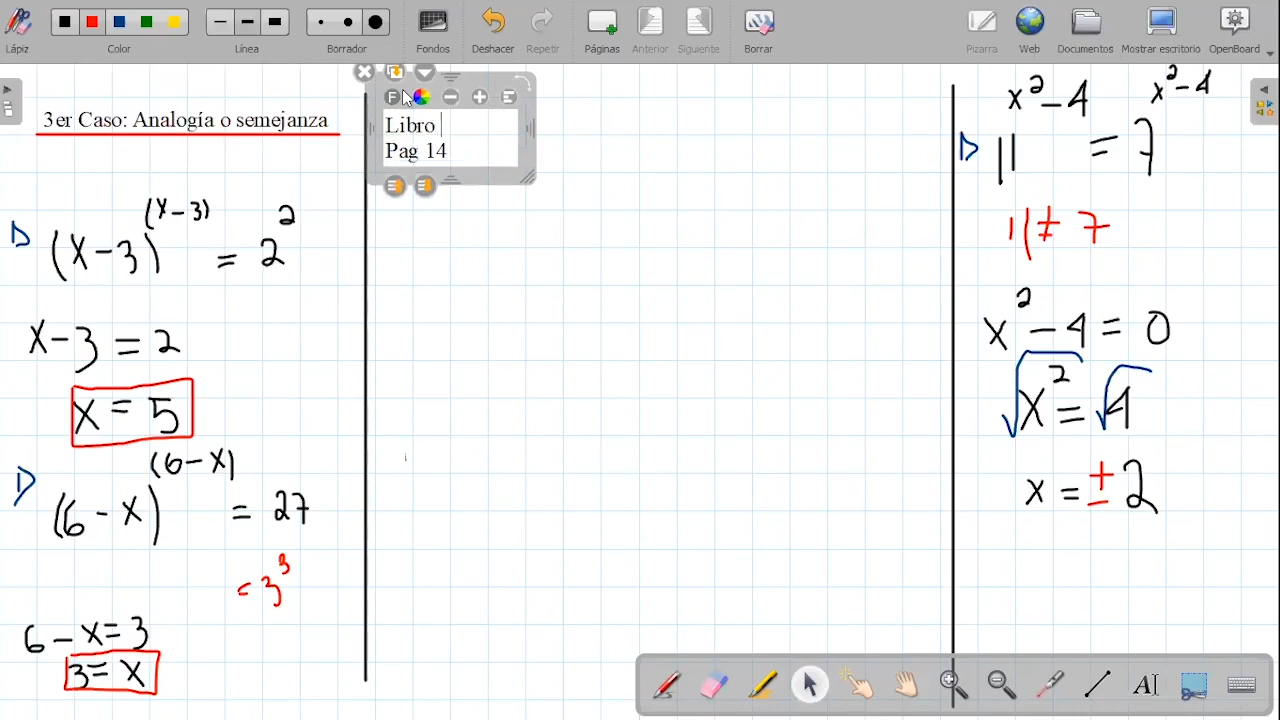 Lápiz
Color
Línea
Borrador
Fondos
Deshacer
Repetir
Páginas
Anterior
Siguiente
Borrar
Pizarra
Web
Documentos
Mostrar escritorio
OpenBoard
3er Caso: Analogía o semejanza
(x-3)^(x-3) = 2^2
x-3 = 2
x = 5
(6-x)^(6-x) = 27
= 3^3
6-x=3
3=x
F
Libro
Pag 14
11^x^2-4 = 7^x^2-4
11≠7
x^2-4=0
√x^2=√4
x=±2